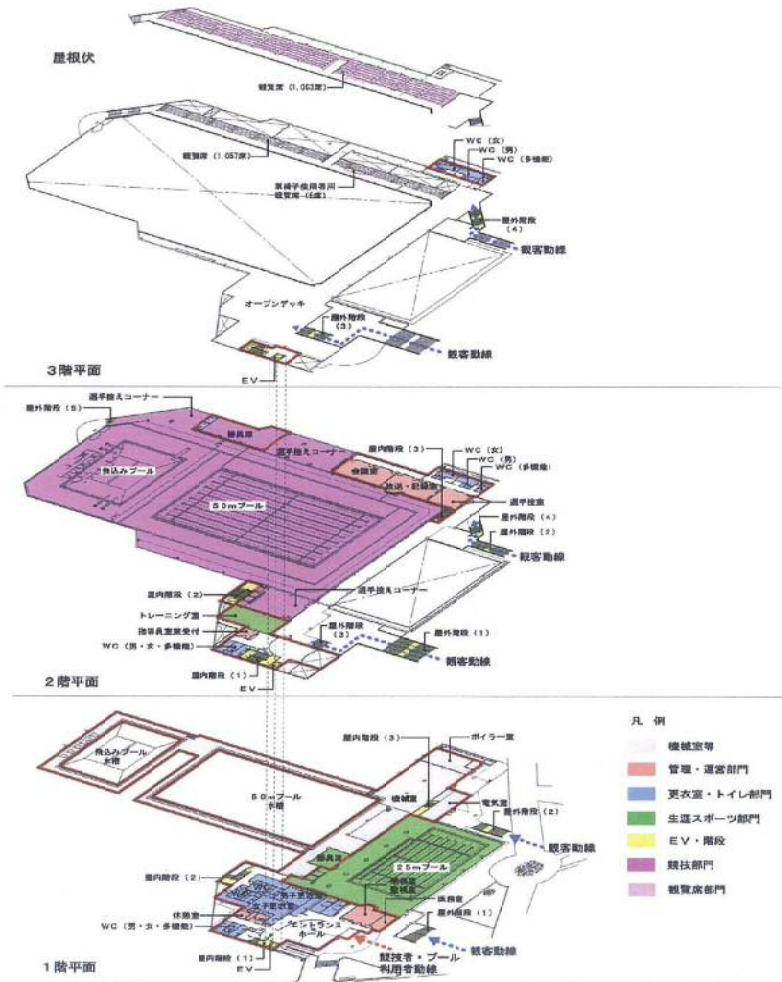 屋根伏
観覧席 (1,063席)
観覧席 (1,057席)
車椅子使用者用
観覧席 (6席)
WC (女)
WC (男)
WC (多機能)
屋外階段
(4)
観客動線
オープンデッキ
屋外階段
(3)
観客動線
EV
3階平面
選手控えコーナー
屋外階段 (5)
器具庫
選手控えコーナー
飛込みプール
屋内階段 (3)
WC (女)
WC (男)
WC (多機能)
会議室
放送・記録室
選手控室
50mプール
屋外階段 (4)
屋外階段 (2)
観客動線
屋内階段 (2)
選手控えコーナー
トレーニング室
指導員室兼受付
屋外階段
(3)
屋外階段 (1)
WC (男・女・多機能)
観客動線
屋内階段 (1)
EV
2階平面
凡 例
機械室等
管理・運営部門
更衣室・トイレ部門
生涯スポーツ部門
EV・階段
競技部門
観覧席部門
屋内階段 (3)
ボイラー室
飛込みプール
水槽
50mプール
水槽
機械室
電気室
屋外階段 (2)
観客動線
器具室
25mプール
屋内階段 (2)
男子更衣室
女子更衣室
休憩室
WC (男・女・多機能)
エントランス
ホール
事務室
屋外階段 (1)
観客動線
屋内階段 (1)
EV
競技者・プール
利用者動線
1階平面